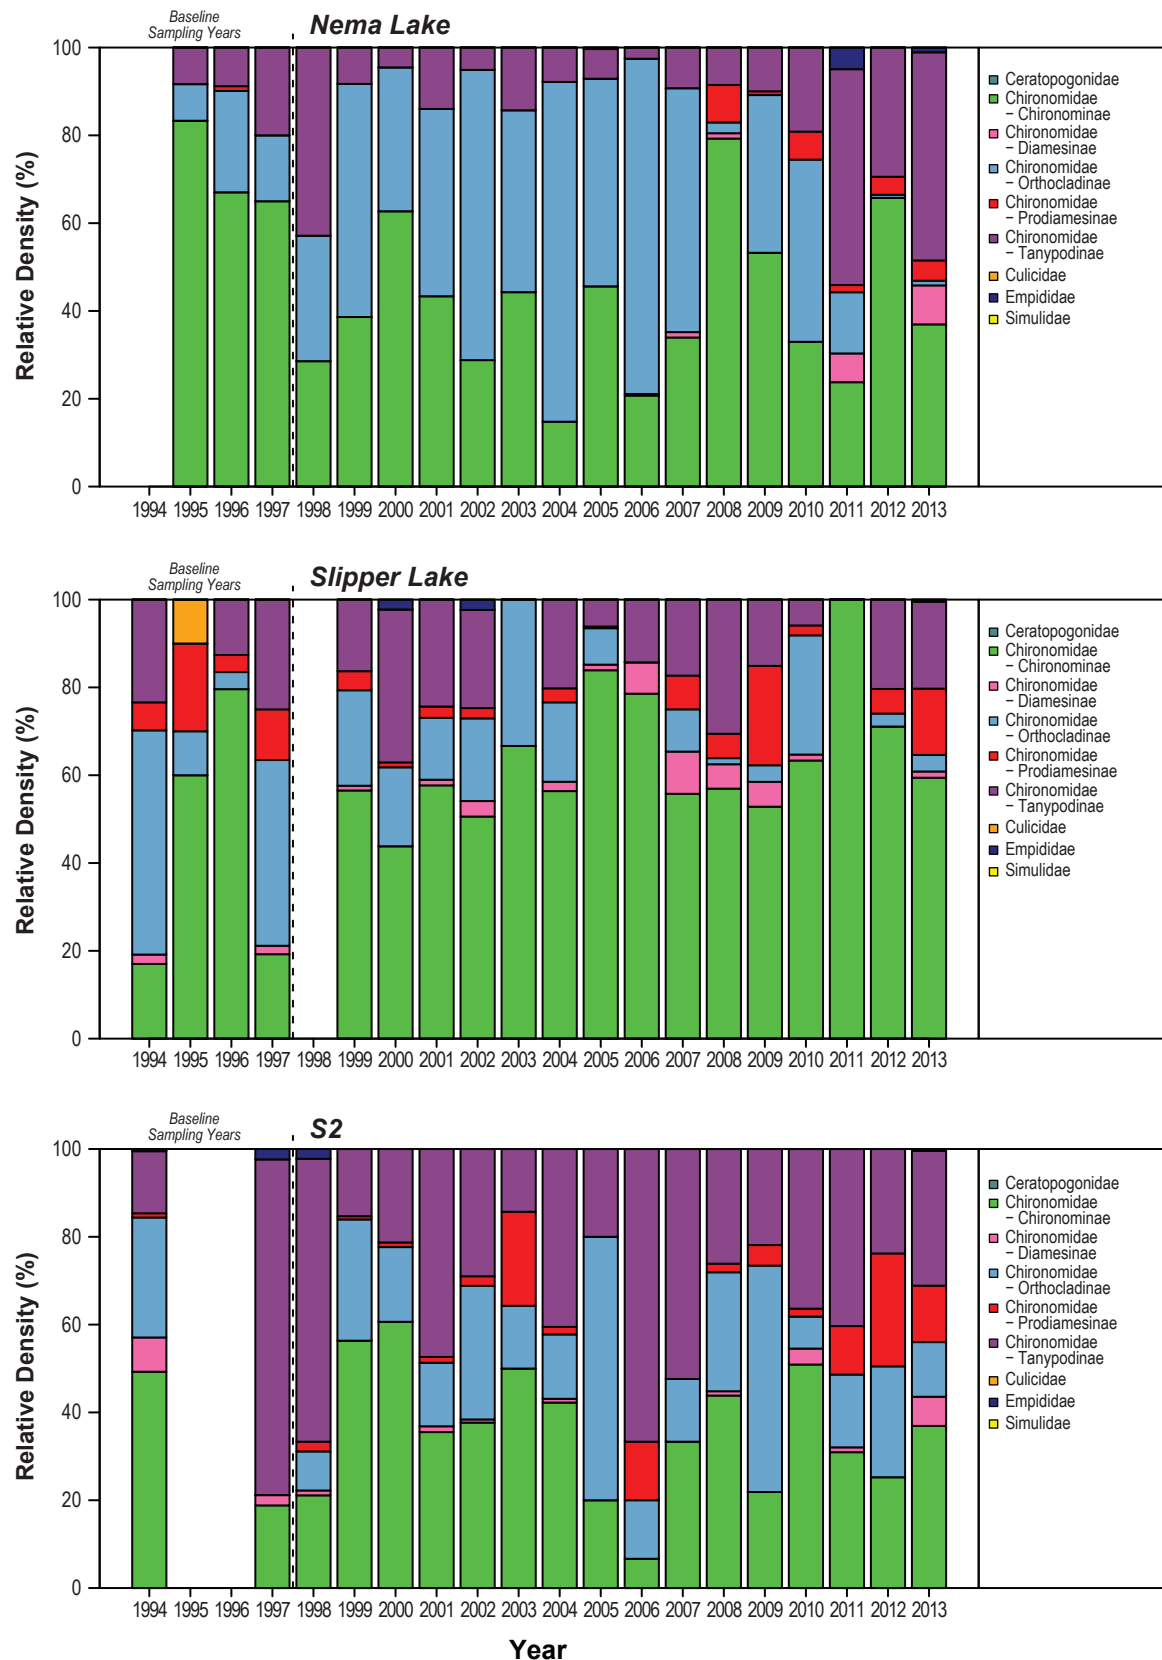 Baseline
Sampling Years
Nema Lake
Relative Density (%)
100
80
60
40
20
0
1994 1995 1996 1997 1998 1999 2000 2001 2002 2003 2004 2005 2006 2007 2008 2009 2010 2011 2012 2013
Ceratopogonidae
Chironomidae
– Chironominae
Chironomidae
– Diamesinae
Chironomidae
– Orthocladinae
Chironomidae
– Prodiamesinae
Chironomidae
– Tanypodinae
Culicidae
Empididae
Simulidae
Baseline
Sampling Years
Slipper Lake
Relative Density (%)
100
80
60
40
20
0
1994 1995 1996 1997 1998 1999 2000 2001 2002 2003 2004 2005 2006 2007 2008 2009 2010 2011 2012 2013
Ceratopogonidae
Chironomidae
– Chironominae
Chironomidae
– Diamesinae
Chironomidae
– Orthocladinae
Chironomidae
– Prodiamesinae
Chironomidae
– Tanypodinae
Culicidae
Empididae
Simulidae
Baseline
Sampling Years
S2
Relative Density (%)
100
80
60
40
20
0
1994 1995 1996 1997 1998 1999 2000 2001 2002 2003 2004 2005 2006 2007 2008 2009 2010 2011 2012 2013
Ceratopogonidae
Chironomidae
– Chironominae
Chironomidae
– Diamesinae
Chironomidae
– Orthocladinae
Chironomidae
– Prodiamesinae
Chironomidae
– Tanypodinae
Culicidae
Empididae
Simulidae
Year